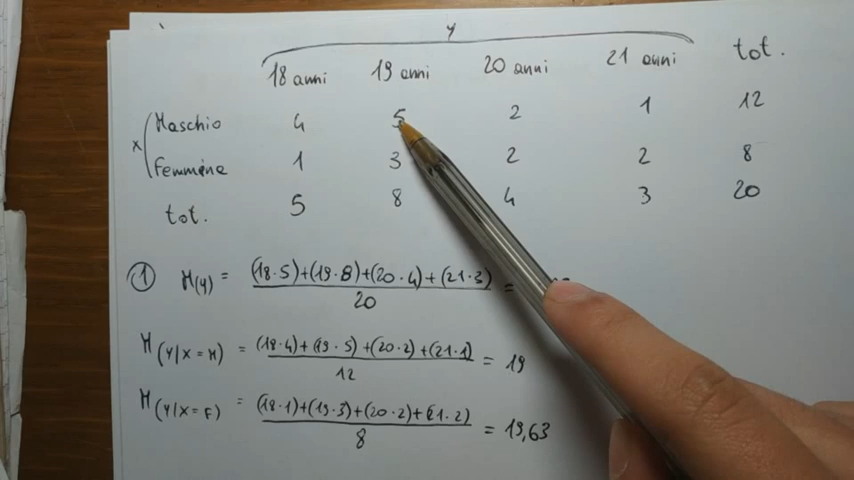 y
18 anni 19 anni 20 anni 21 anni tot.
x Maschio 4 5 2 1 12
Femmina 1 3 2 2 8
tot. 5 8 4 3 20
① M(y) = (18·5)+(19·8)+(20·4)+(21·3) =
20
M(Y/X=M) = (18·4)+(19·5)+(20·2)+(21·1) = 19
12
M(Y/X=F) = (18·1)+(19·3)+(20·2)+(21·2) = 19,63
8